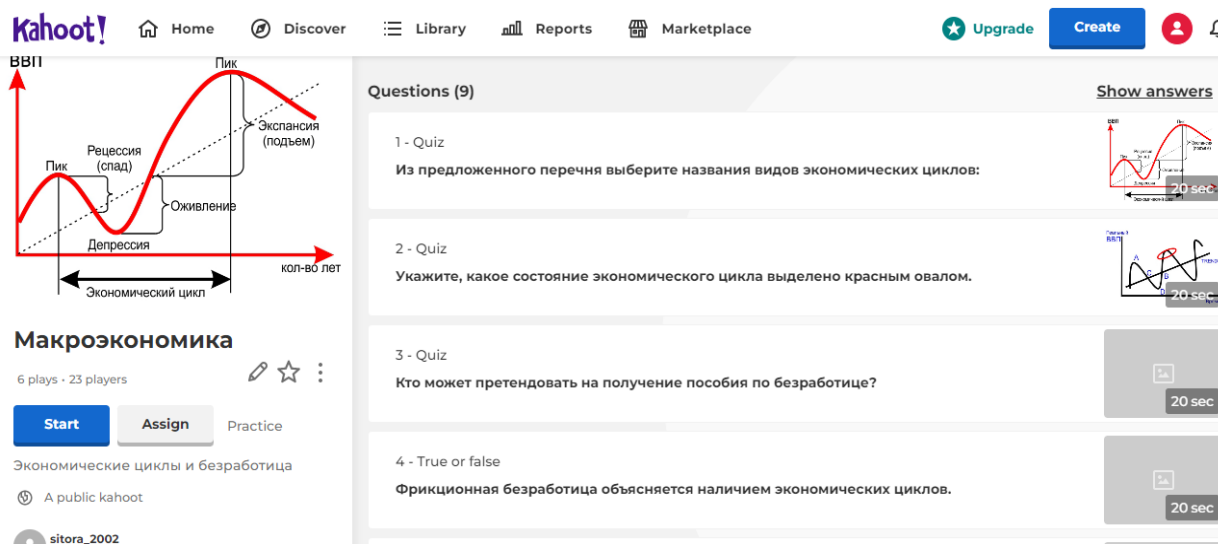 Kahoot!
Home
Discover
Library
Reports
Marketplace
Upgrade
Create
ВВП
Пик
Экспансия
(подъем)
Рецессия
(спад)
Пик
Оживление
Депрессия
кол-во лет
Экономический цикл
Макроэкономика
6 plays · 23 players
Start
Assign
Practice
Экономические циклы и безработица
A public kahoot
sitora_2002
Questions (9)
Show answers
1 - Quiz
Из предложенного перечня выберите названия видов экономических циклов:
20 sec
2 - Quiz
Укажите, какое состояние экономического цикла выделено красным овалом.
ВВП
A
C
B
D
20 sec
3 - Quiz
Кто может претендовать на получение пособия по безработице?
20 sec
4 - True or false
Фрикционная безработица объясняется наличием экономических циклов.
20 sec